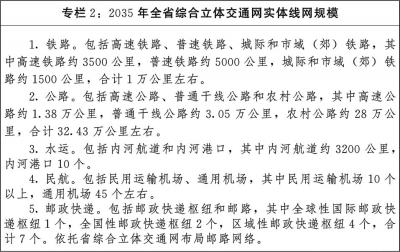 专栏 2：2035 年全省综合立体交通网实体线网规模
1. 铁路。包括高速铁路、普速铁路、城际和市域（郊）铁路，其
中高速铁路约 3500 公里，普速铁路约 5000 公里，城际和市域（郊）铁
路约 1500 公里，合计 1 万公里左右。
2. 公路。包括高速公路、普通干线公路和农村公路，其中高速公
路约 1.38 万公里，普通干线公路约 3.05 万公里，农村公路约 28 万公
里，合计 32.43 万公里左右。
3. 水运。包括内河航道和内河港口，其中内河航道约 3200 公里，
内河港口 10 个。
4. 民航。包括民用运输机场、通用机场，其中民用运输机场 10 个
以上，通用机场 45 个左右。
5. 邮政快递。包括邮政快递枢纽和邮路，其中全球性国际邮政快
递枢纽 1 个，全国性邮政快递枢纽 2 个，区域性邮政快递枢纽 4 个，合
计 7 个。依托省综合立体交通网布局邮路网络。